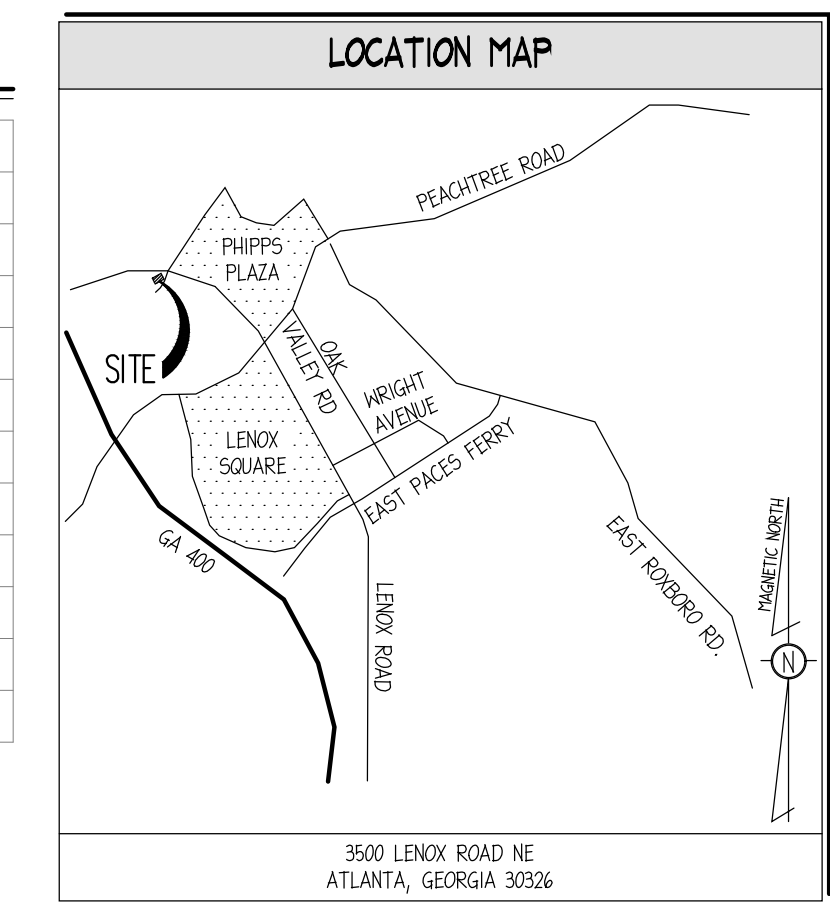 LOCATION MAP
PEACHTREE ROAD
PHIPPS
PLAZA
SITE
OAK
VALLEY RD
WRIGHT
AVENUE
LENOX
SQUARE
EAST PACES FERRY
GA 400
EAST ROXBORO RD.
MAGNETIC NORTH
LENOX ROAD
N
3500 LENOX ROAD NE
ATLANTA, GEORGIA 30326